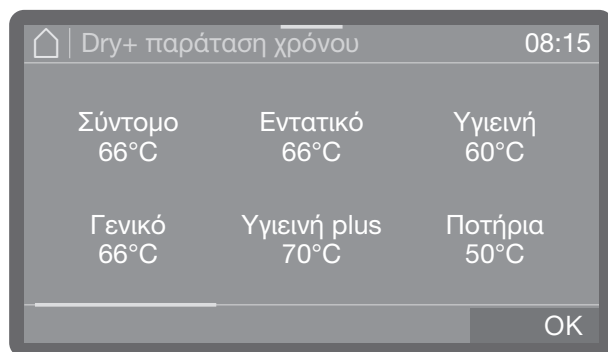 Dry+ παράταση χρόνου 08:15
Σύντομο Εντατικό Υγιεινή
66°C 66°C 60°C
Γενικό Υγιεινή plus Ποτήρια
66°C 70°C 50°C
OK